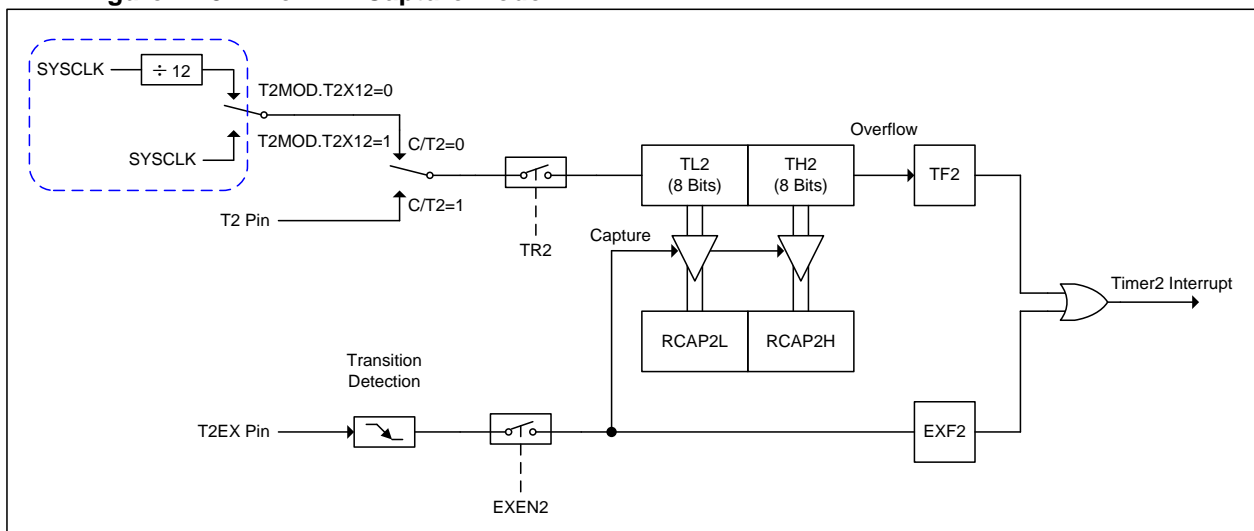 SYSCLK
÷ 12
T2MOD.T2X12=0
T2MOD.T2X12=1
SYSCLK
C/T2=0
C/T2=1
T2 Pin
TR2
TL2
(8 Bits)
TH2
(8 Bits)
Overflow
TF2
Capture
RCAP2L
RCAP2H
Timer2 Interrupt
Transition
Detection
T2EX Pin
EXEN2
EXF2